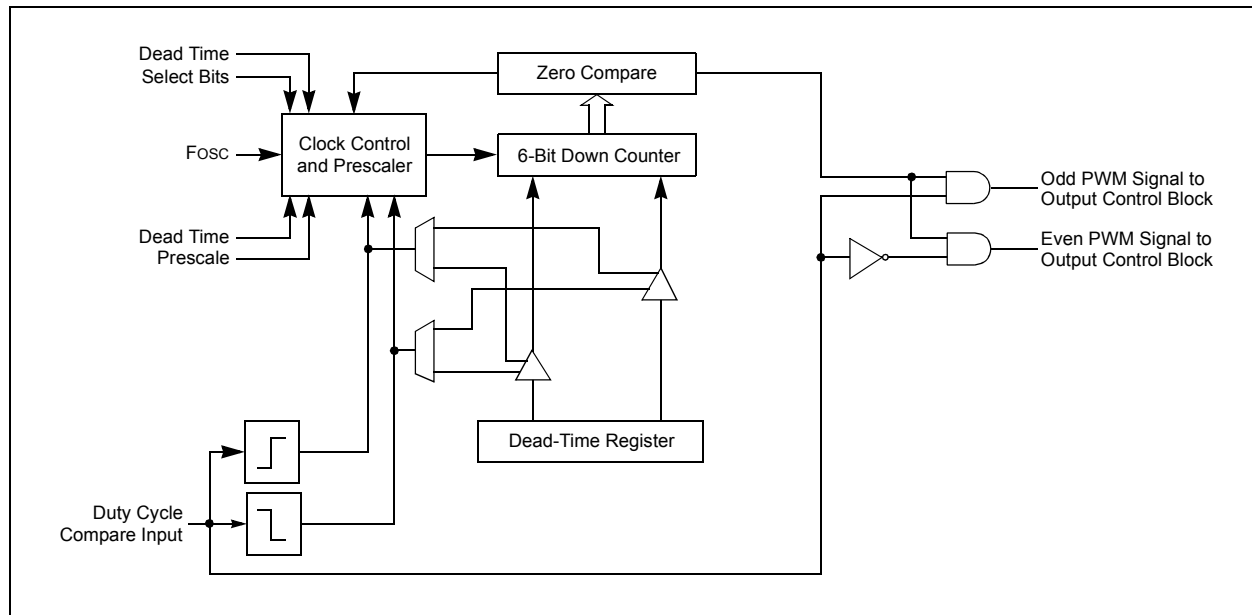 Dead Time
Select Bits
Zero Compare
Clock Control
and Prescaler
6-Bit Down Counter
FOSC
Odd PWM Signal to
Output Control Block
Dead Time
Prescale
Even PWM Signal to
Output Control Block
Dead-Time Register
Duty Cycle
Compare Input